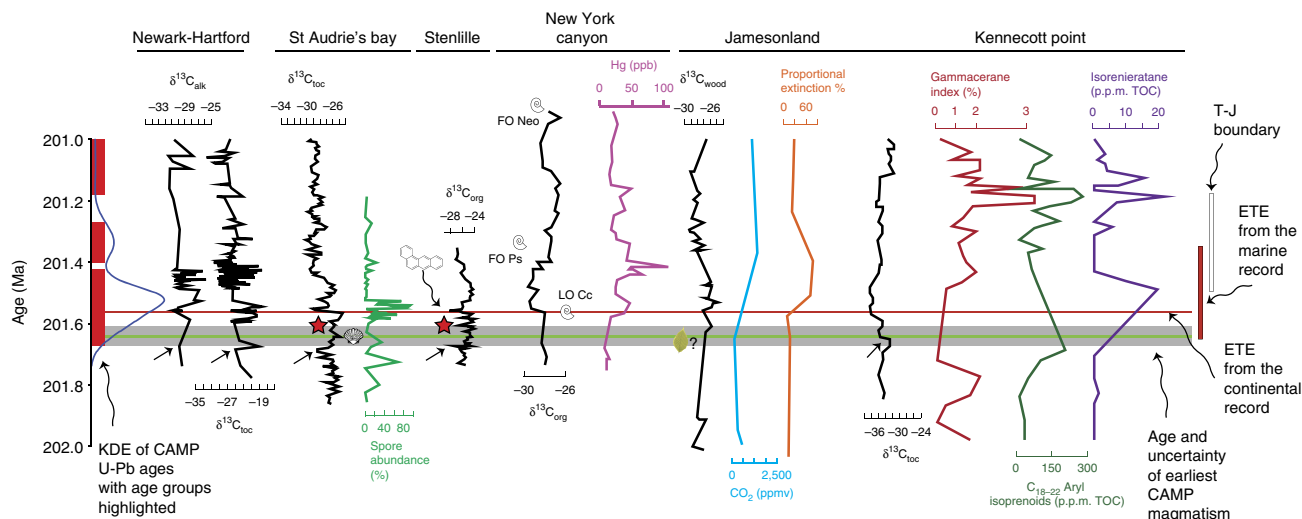 Newark-Hartford
St Audrie's bay
Stenlille
New York
canyon
Jamesonland
Kennecott point
δ¹³Calk
−33 −29 −25
δ¹³Ctoc
−34 −30 −26
Hg (ppb)
0 50 100
δ¹³Cwood
−30 −26
Proportional
extinction %
0 60
Gammacerane
index (%)
0 1 2 3
Isorenieratane
(p.p.m. TOC)
0 10 20
T-J
boundary
FO Neo
δ¹³Corg
−28 −24
FO Ps
LO Cc
?
ETE
from the
marine
record
ETE
from the
continental
record
Age and
uncertainty
of earliest
CAMP
magmatism
Age (Ma)
201.0
201.2
201.4
201.6
201.8
202.0
−35 −27 −19
δ¹³Ctoc
0 40 80
Spore
abundance
(%)
−30 −26
δ¹³Corg
0 2,500
CO₂ (ppmv)
−36 −30 −24
δ¹³Ctoc
0 150 300
C₁₈₋₂₂ Aryl
isoprenoids (p.p.m. TOC)
KDE of CAMP
U-Pb ages
with age groups
highlighted